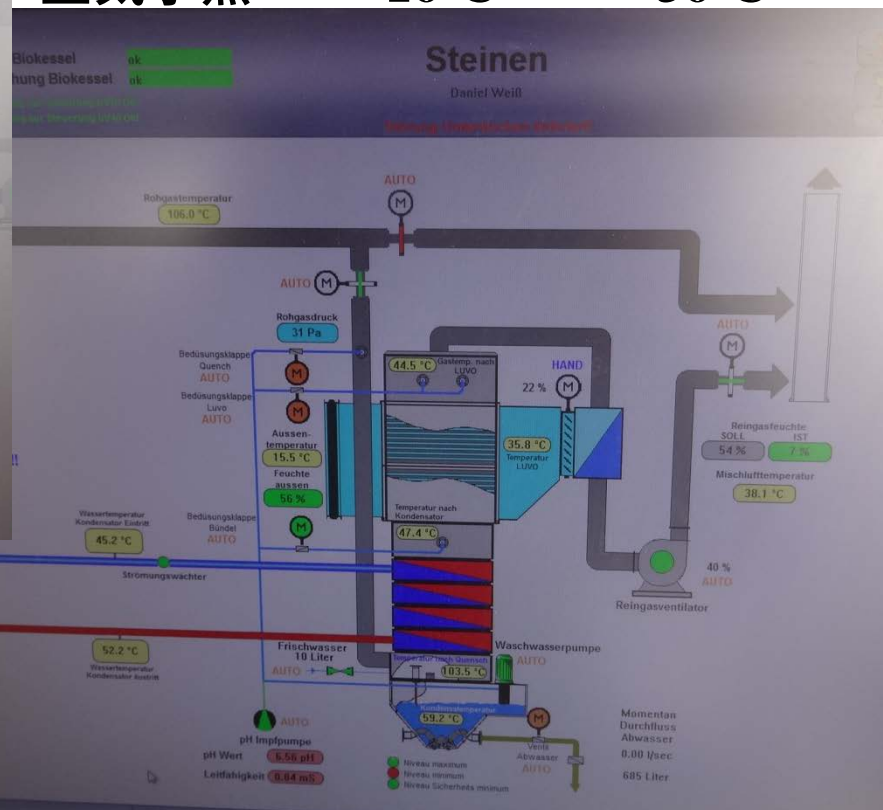 Biokessel ok
hung Biokessel ok
Steinen
Daniel Weiß
Rohgastemperatur
106.0 °C
AUTO
M
AUTO M
Rohgasdruck
31 Pa
Bedüsungsklappe
Quench
AUTO
M
Bedüsungsklappe
Luvo
AUTO
M
44.5 °C
Gastemp. nach
LUVO
HAND
22 % M
AUTO
M
Aussen-
temperatur
15.5 °C
Feuchte
aussen
56 %
35.8 °C
Temperatur
LUVO
Reingasfeuchte
SOLL IST
54 % 7 %
Mischlufttemperatur
38.1 °C
!!
Wassertemperatur
Kondensator Eintritt
45.2 °C
Bedüsungsklappe
Bündel
AUTO
M
Temperatur nach
Kondensator
47.4 °C
Strömungswächter
40 %
AUTO
Reingasventilator
52.2 °C
Wassertemperatur
Kondensator Austritt
Frischwasser
10 Liter
AUTO
Temperatur nach Quensch
103.5 °C
Waschwasserpumpe
AUTO
Kondensatemperatur
59.2 °C
AUTO
pH Impfpumpe
pH Wert 6.56 pH
Leitfähigkeit 0.04 mS
M
Ventil
Abwasser
AUTO
Niveau maximum
Niveau minimum
Niveau Sicherheits minimum
Momentan
Durchfluss
Abwasser
0.00 l/sec
685 Liter